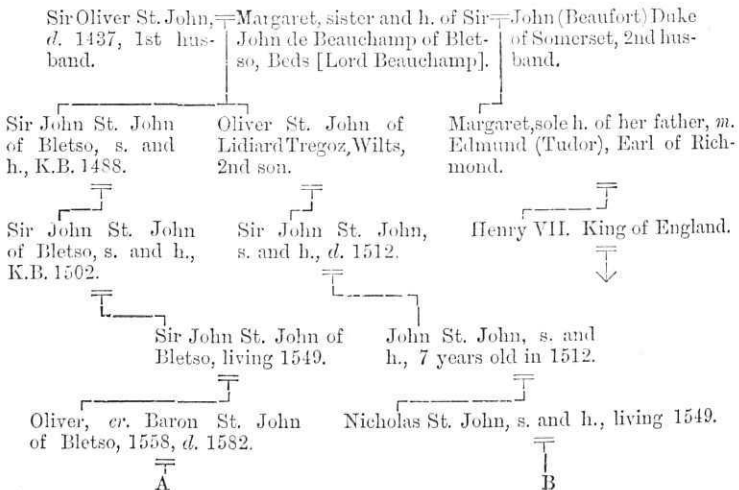 Sir Oliver St. John,
d. 1437, 1st hus-
band.
Margaret, sister and h. of Sir
John de Beauchamp of Blet-
so, Beds [Lord Beauchamp].
John (Beaufort) Duke
of Somerset, 2nd hus-
band.
Sir John St. John
of Bletso, s. and
h., K.B. 1488.
Oliver St. John of
Lidiard Tregoz, Wilts,
2nd son.
Margaret, sole h. of her father, m.
Edmund (Tudor), Earl of Rich-
mond.
Sir John St. John
of Bletso, s. and h.,
K.B. 1502.
Sir John St. John,
s. and h., d. 1512.
Henry VII. King of England.
Sir John St. John of
Bletso, living 1549.
John St. John, s. and
h., 7 years old in 1512.
Oliver, cr. Baron St. John
of Bletso, 1558, d. 1582.
Nicholas St. John, s. and h., living 1549.
A
B